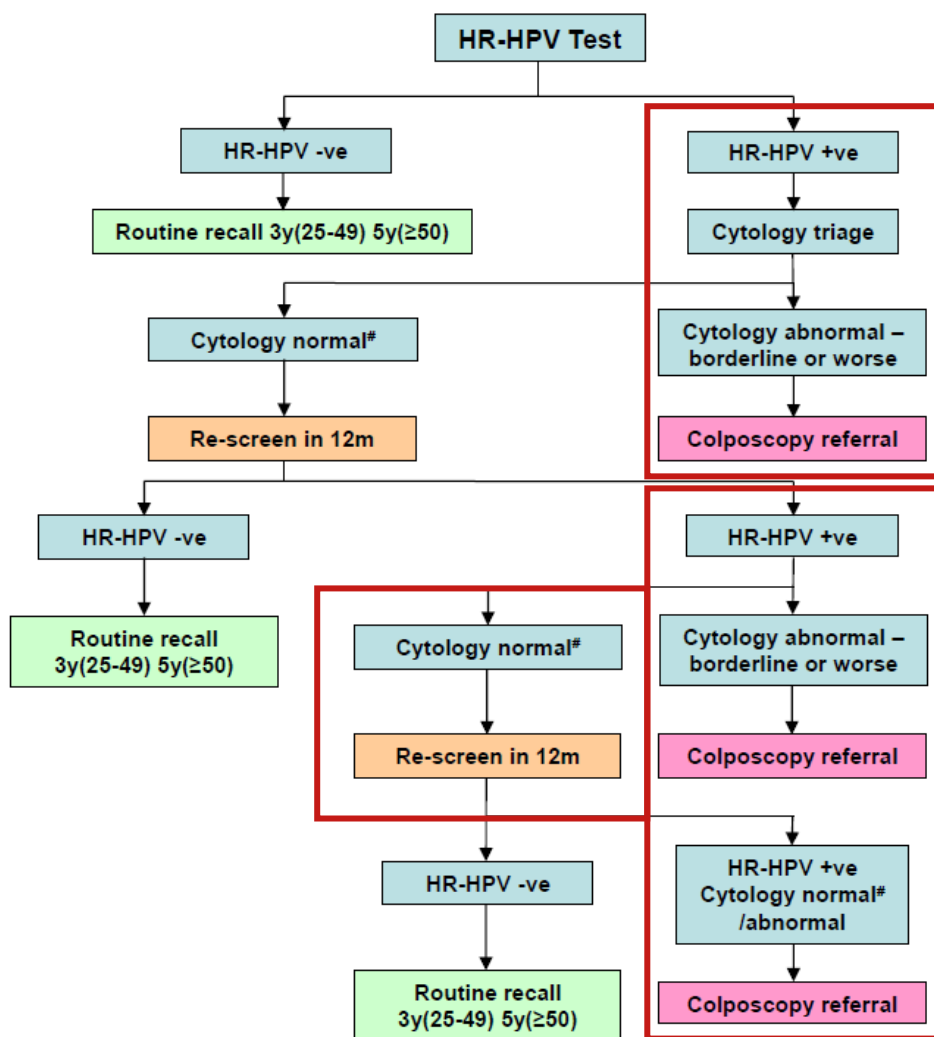 HR-HPV Test
HR-HPV -ve
HR-HPV +ve
Routine recall 3y(25-49) 5y(≥50)
Cytology triage
Cytology normal#
Cytology abnormal –
borderline or worse
Re-screen in 12m
Colposcopy referral
HR-HPV -ve
HR-HPV +ve
Routine recall
3y(25-49) 5y(≥50)
Cytology normal#
Cytology abnormal –
borderline or worse
Re-screen in 12m
Colposcopy referral
HR-HPV -ve
HR-HPV +ve
Cytology normal#
/abnormal
Routine recall
3y(25-49) 5y(≥50)
Colposcopy referral